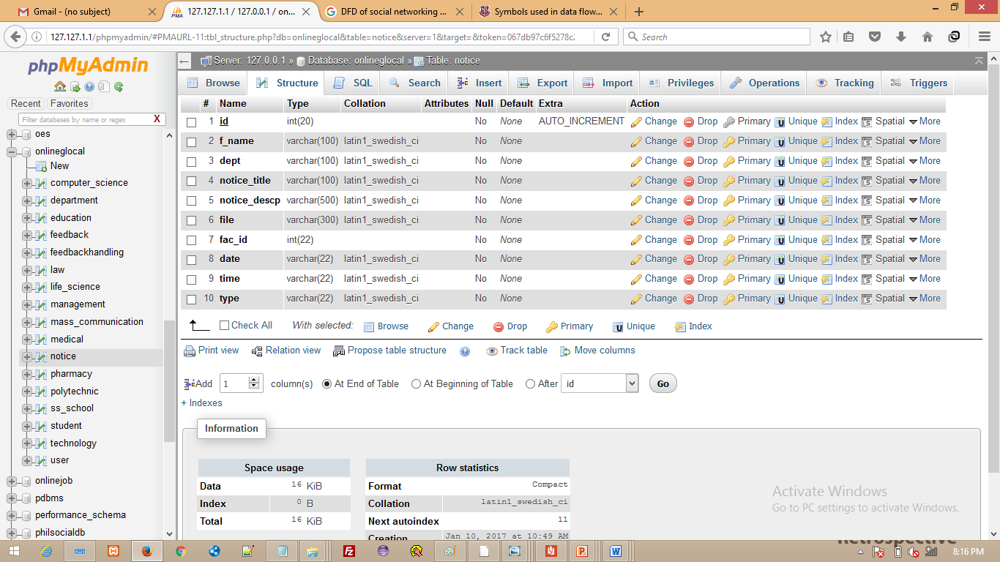 Gmail - (no subject)
127.127.1.1 / 127.0.0.1 / on...
DFD of social networking ...
Symbols used in data flow...
127.127.1.1/phpmyadmin/#PMAURL-11:tbl_structure.php?db=onlineglocal&table=notice&server=1&target=&token=067db97c6f5278c
Search
phpMyAdmin
Recent Favorites
Filter databases by name or regex X
oes
onlineglocal
New
computer_science
department
education
feedback
feedbackhandling
law
life_science
management
mass_communication
medical
notice
pharmacy
polytechnic
ss_school
student
technology
user
onlinejob
pdbms
performance_schema
philsocialdb
Server: 127.0.0.1 » Database: onlineglocal » Table: notice
Browse Structure SQL Search Insert Export Import Privileges Operations Tracking Triggers
# Name Type Collation Attributes Null Default Extra Action
1 id int(20) No None AUTO_INCREMENT Change Drop Primary Unique Index Spatial More
2 f_name varchar(100) latin1_swedish_ci No None Change Drop Primary Unique Index Spatial More
3 dept varchar(100) latin1_swedish_ci No None Change Drop Primary Unique Index Spatial More
4 notice_title varchar(100) latin1_swedish_ci No None Change Drop Primary Unique Index Spatial More
5 notice_descp varchar(500) latin1_swedish_ci No None Change Drop Primary Unique Index Spatial More
6 file varchar(300) latin1_swedish_ci No None Change Drop Primary Unique Index Spatial More
7 fac_id int(22) No None Change Drop Primary Unique Index Spatial More
8 date varchar(22) latin1_swedish_ci No None Change Drop Primary Unique Index Spatial More
9 time varchar(22) latin1_swedish_ci No None Change Drop Primary Unique Index Spatial More
10 type varchar(22) latin1_swedish_ci No None Change Drop Primary Unique Index Spatial More
Check All With selected: Browse Change Drop Primary Unique Index
Print view Relation view Propose table structure Track table Move columns
Add 1 column(s) At End of Table At Beginning of Table After id Go
+ Indexes
Information
Space usage
Data 16 KiB
Index 0 B
Total 16 KiB
Row statistics
Format Compact
Collation latin1_swedish_ci
Next autoindex 11
Creation Jan 10, 2017 at 10:49 AM
Activate Windows
Go to PC settings to activate Windows.
Retrospective
8:16 PM